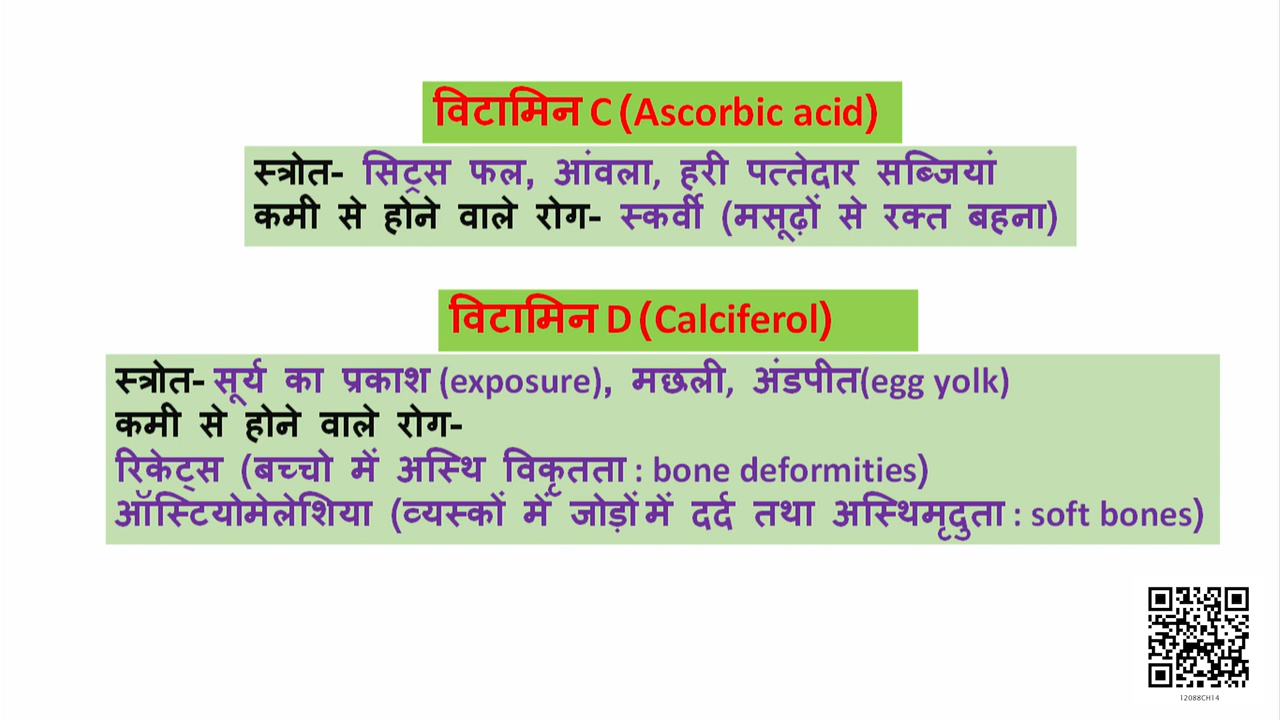 विटामिन C (Ascorbic acid)
स्त्रोत- सिट्रस फल, आंवला, हरी पत्तेदार सब्जियां
कमी से होने वाले रोग- स्कर्वी (मसूढ़ों से रक्त बहना)
विटामिन D (Calciferol)
स्त्रोत- सूर्य का प्रकाश (exposure), मछली, अंडपीत(egg yolk)
कमी से होने वाले रोग-
रिकेट्स (बच्चो में अस्थि विकृतता : bone deformities)
ऑस्टियोमेलेशिया (व्यस्कों में जोड़ों में दर्द तथा अस्थिमृदुता : soft bones)
12088CH14